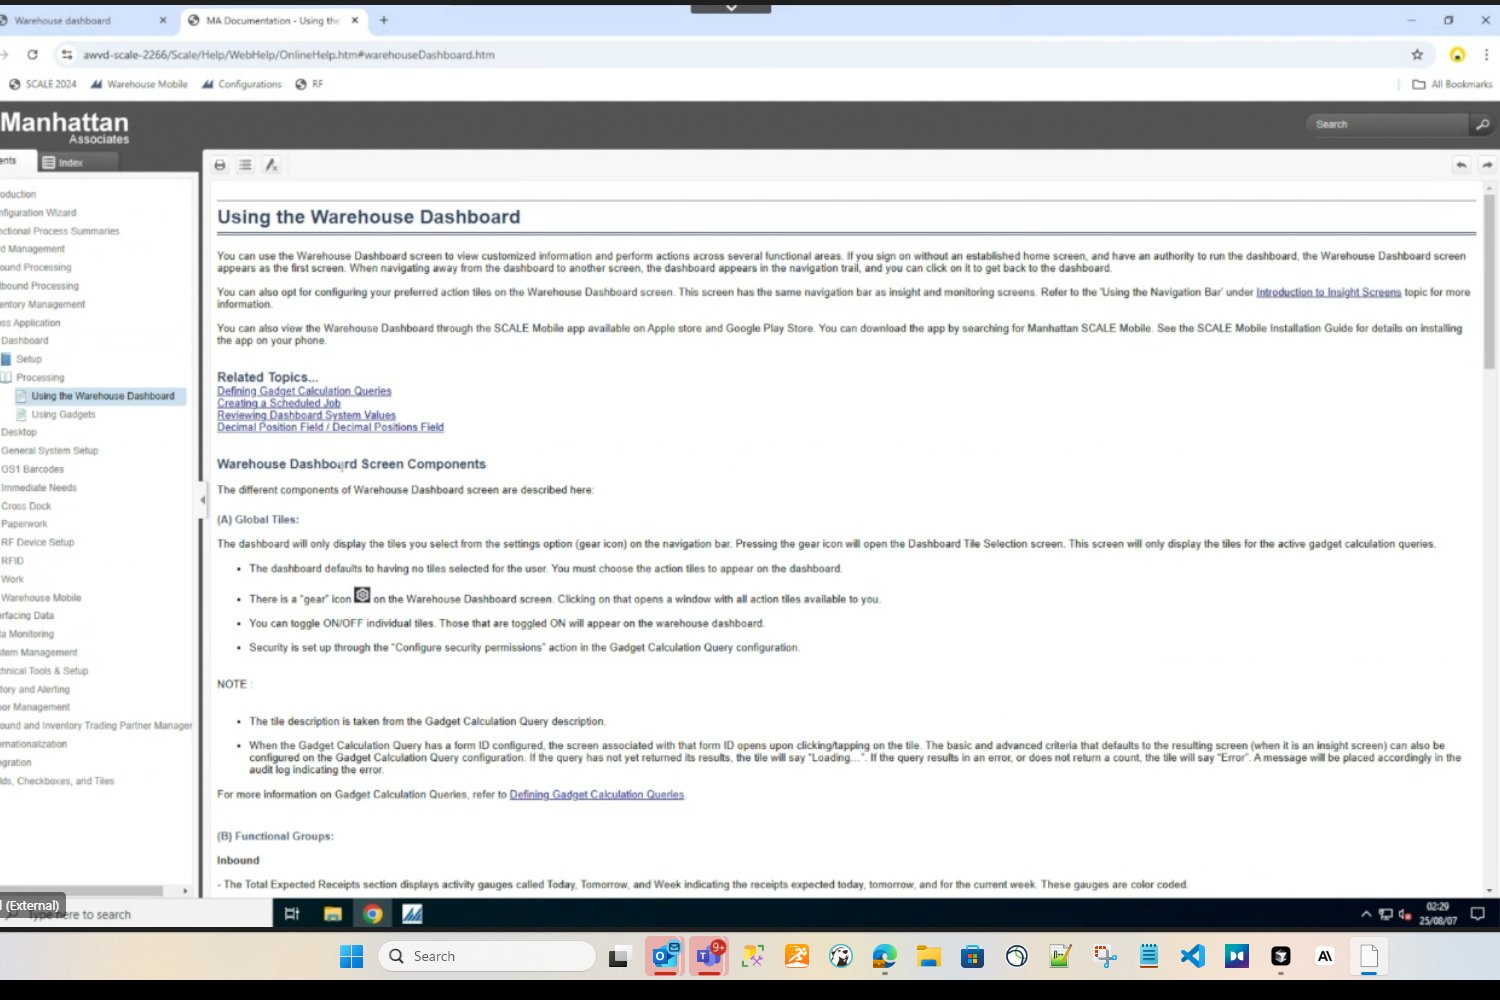 Warehouse dashboard
MA Documentation - Using the
awvd-scale-2266/Scale/Help/WebHelp/OnlineHelp.htm#warehouseDashboard.htm
SCALE 2024
Warehouse Mobile
Configurations
RF
All Bookmarks
Manhattan
Associates
Search
ents
Index
oduction
nfiguration Wizard
nctional Process Summaries
d Management
ound Processing
tbound Processing
entory Management
ss Application
Dashboard
Setup
Processing
Using the Warehouse Dashboard
Using Gadgets
Desktop
General System Setup
GS1 Barcodes
Immediate Needs
Cross Dock
Paperwork
RF Device Setup
RFID
Work
Warehouse Mobile
rfacing Data
ta Monitoring
stem Management
hnical Tools & Setup
tory and Alerting
bor Management
ound and Inventory Trading Partner Manager
ernationalization
egration
lds, Checkboxes, and Tiles
Using the Warehouse Dashboard
You can use the Warehouse Dashboard screen to view customized information and perform actions across several functional areas. If you sign on without an established home screen, and have an authority to run the dashboard, the Warehouse Dashboard screen
appears as the first screen. When navigating away from the dashboard to another screen, the dashboard appears in the navigation trail, and you can click on it to get back to the dashboard.
You can also opt for configuring your preferred action tiles on the Warehouse Dashboard screen. This screen has the same navigation bar as insight and monitoring screens. Refer to the 'Using the Navigation Bar' under Introduction to Insight Screens topic for more
information.
You can also view the Warehouse Dashboard through the SCALE Mobile app available on Apple store and Google Play Store. You can download the app by searching for Manhattan SCALE Mobile. See the SCALE Mobile Installation Guide for details on installing
the app on your phone.
Related Topics...
Defining Gadget Calculation Queries
Creating a Scheduled Job
Reviewing Dashboard System Values
Decimal Position Field / Decimal Positions Field
Warehouse Dashboard Screen Components
The different components of Warehouse Dashboard screen are described here:
(A) Global Tiles:
The dashboard will only display the tiles you select from the settings option (gear icon) on the navigation bar. Pressing the gear icon will open the Dashboard Tile Selection screen. This screen will only display the tiles for the active gadget calculation queries.
• The dashboard defaults to having no tiles selected for the user. You must choose the action tiles to appear on the dashboard.
• There is a "gear" icon on the Warehouse Dashboard screen. Clicking on that opens a window with all action tiles available to you.
• You can toggle ON/OFF individual tiles. Those that are toggled ON will appear on the warehouse dashboard.
• Security is set up through the "Configure security permissions" action in the Gadget Calculation Query configuration.
NOTE :
• The tile description is taken from the Gadget Calculation Query description.
• When the Gadget Calculation Query has a form ID configured, the screen associated with that form ID opens upon clicking/tapping on the tile. The basic and advanced criteria that defaults to the resulting screen (when it is an insight screen) can also be
configured on the Gadget Calculation Query configuration. If the query has not yet returned its results, the tile will say "Loading...". If the query results in an error, or does not return a count, the tile will say "Error". A message will be placed accordingly in the
audit log indicating the error.
For more information on Gadget Calculation Queries, refer to Defining Gadget Calculation Queries.
(B) Functional Groups:
Inbound
- The Total Expected Receipts section displays activity gauges called Today, Tomorrow, and Week indicating the receipts expected today, tomorrow, and for the current week. These gauges are color coded.
(External)
Type here to search
02:29
25/08/07
Search
9+